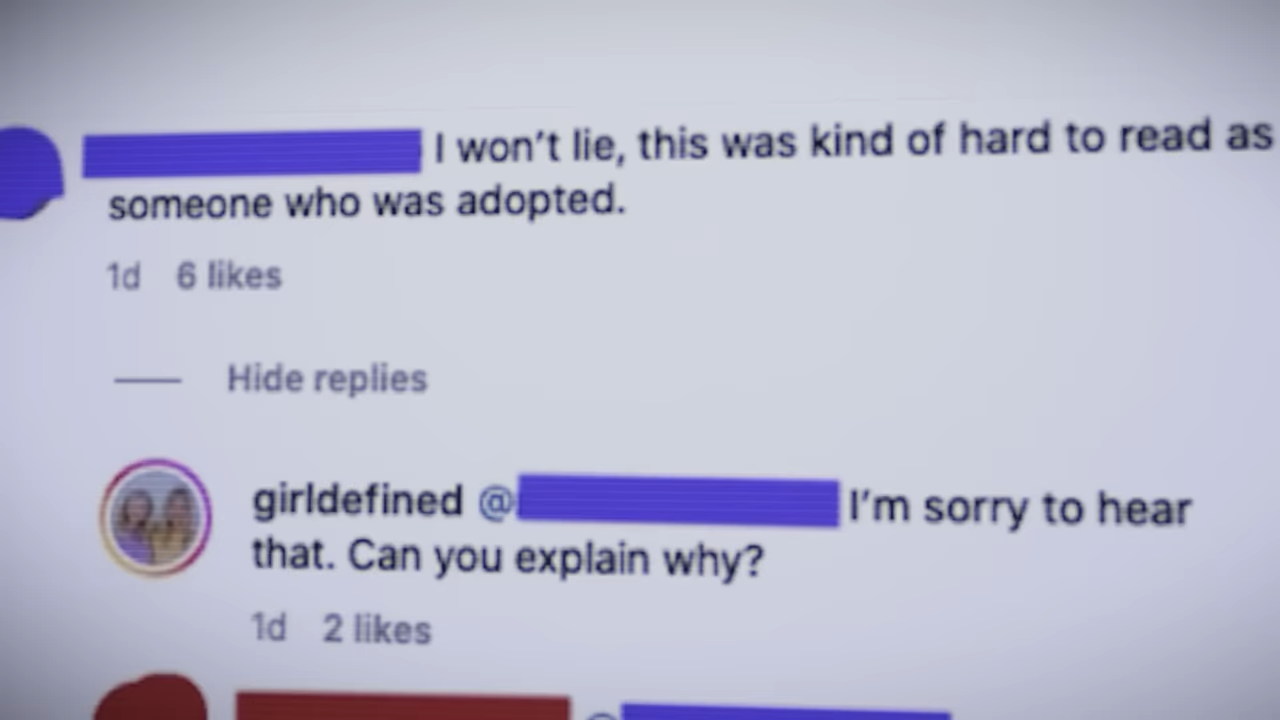 I won't lie, this was kind of hard to read as
someone who was adopted.
1d 6 likes
Hide replies
girldefined @ I'm sorry to hear
that. Can you explain why?
1d 2 likes
@